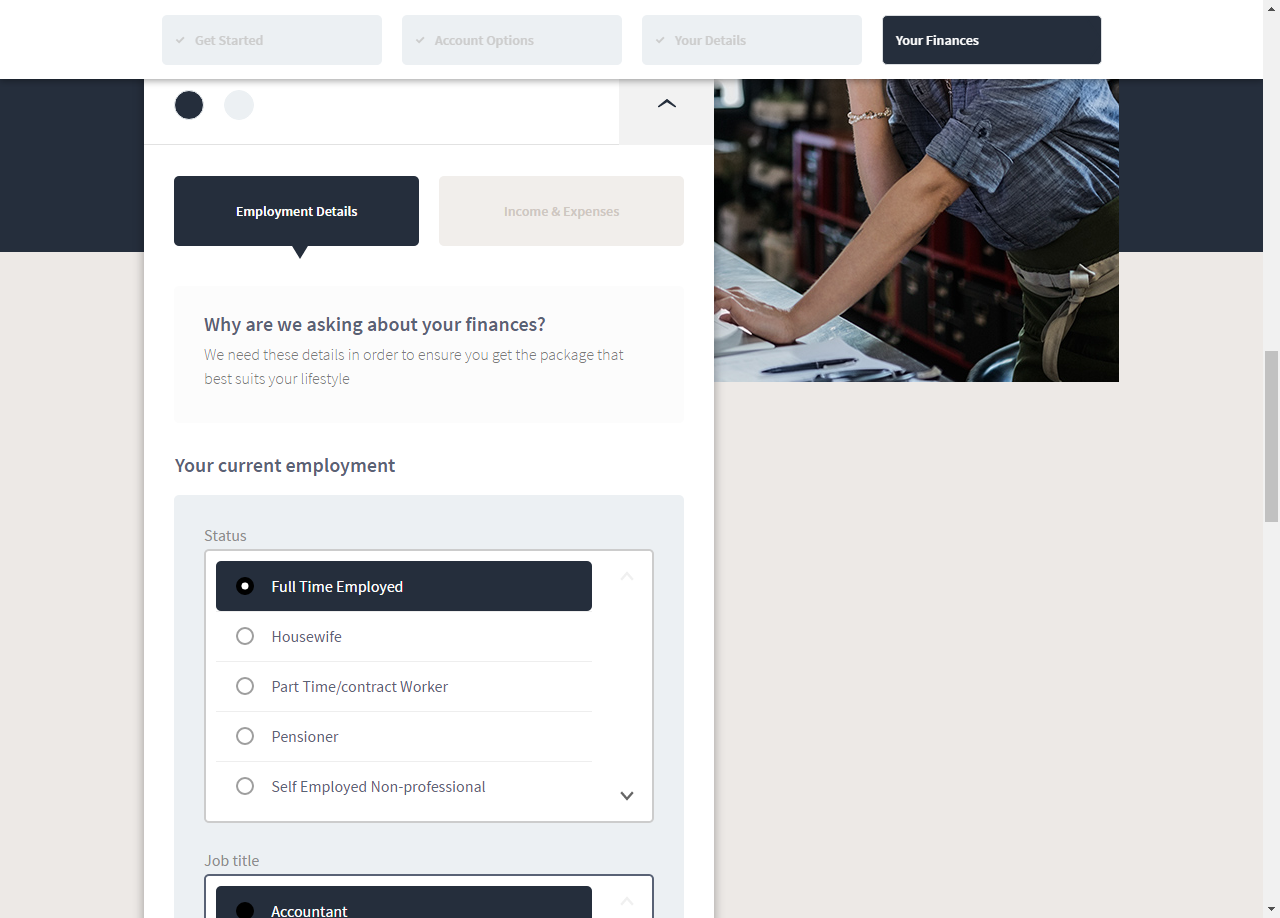 Get Started
Account Options
Your Details
Your Finances
Employment Details
Income & Expenses
Why are we asking about your finances?
We need these details in order to ensure you get the package that
best suits your lifestyle
Your current employment
Status
Full Time Employed
Housewife
Part Time/contract Worker
Pensioner
Self Employed Non-professional
Job title
Accountant